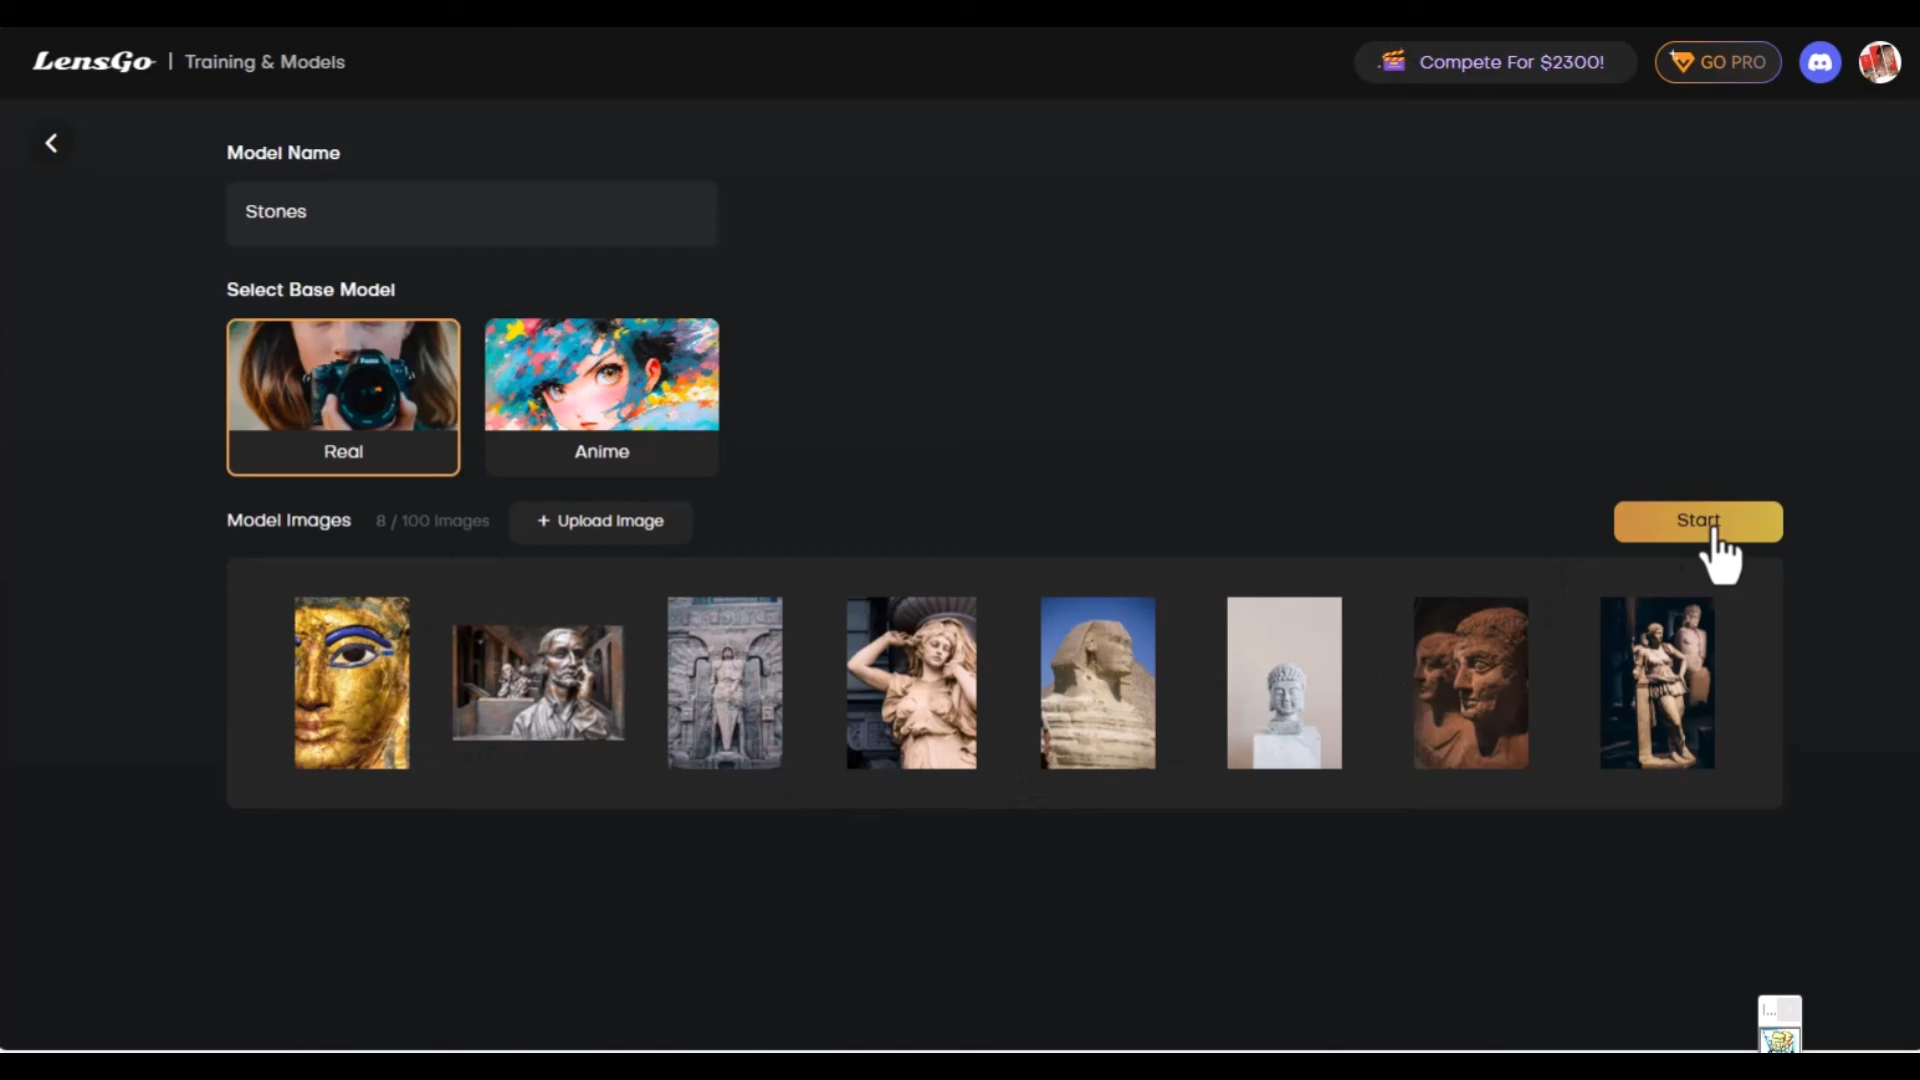 LensGo | Training & Models
Compete For $2300!
GO PRO
Model Name
Stones
Select Base Model
Real
Anime
Model Images
8 / 100 Images
+ Upload Image
Start